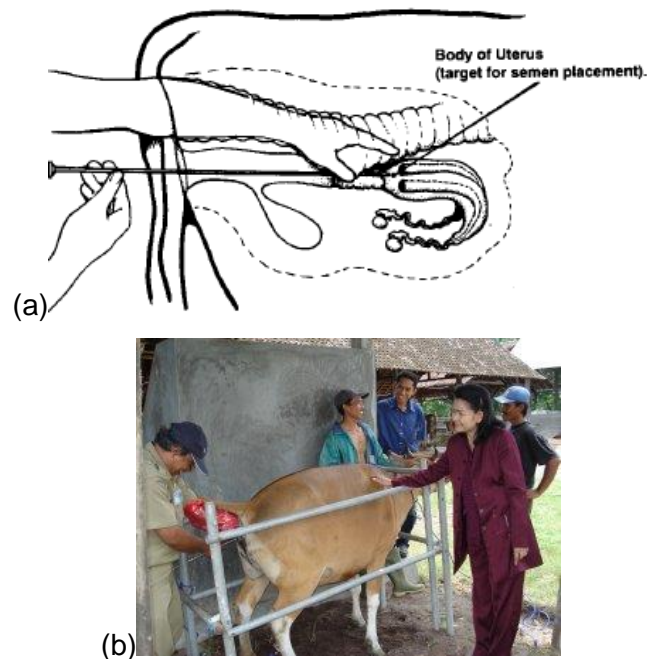 Body of Uterus
(target for semen placement).
(a)
(b)